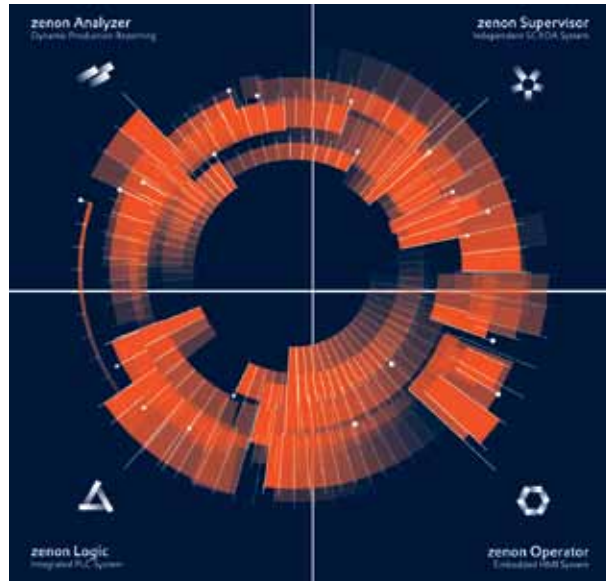 zenon Analyzer
Dynamic Production Reporting
zenon Supervisor
Independent SCADA System
zenon Logic
Integrated PLC System
zenon Operator
Embedded HMI System